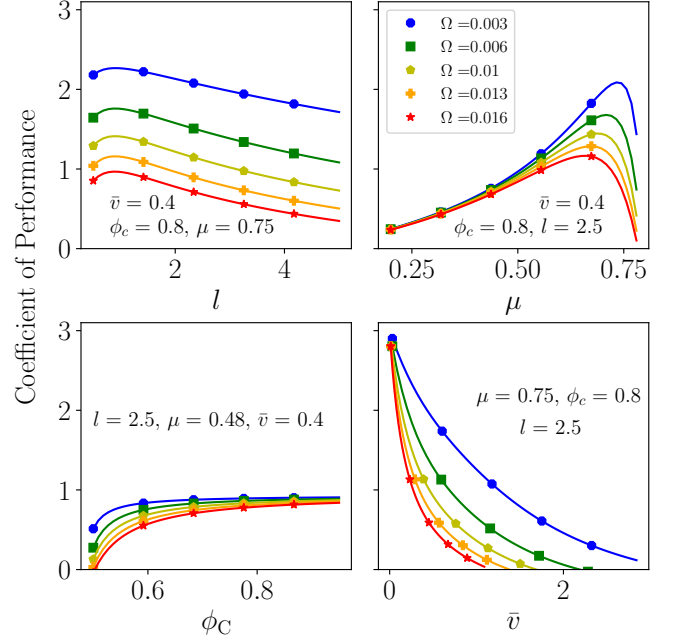 Coefficient of Performance
3
2
1
0
v̄ = 0.4
ϕc = 0.8, μ = 0.75
2
4
l
Ω =0.003
Ω =0.006
Ω =0.01
Ω =0.013
Ω =0.016
v̄ = 0.4
ϕc = 0.8, l = 2.5
0.25
0.50
0.75
μ
3
2
1
0
l = 2.5, μ = 0.48, v̄ = 0.4
0.6
0.8
ϕC
μ = 0.75, ϕc = 0.8
l = 2.5
0
2
v̄